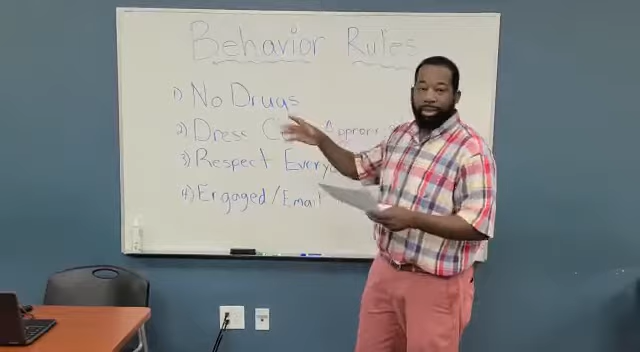 Behavior Rules
1) No Drugs
2) Dress
3) Respect
4) Engaged/Email